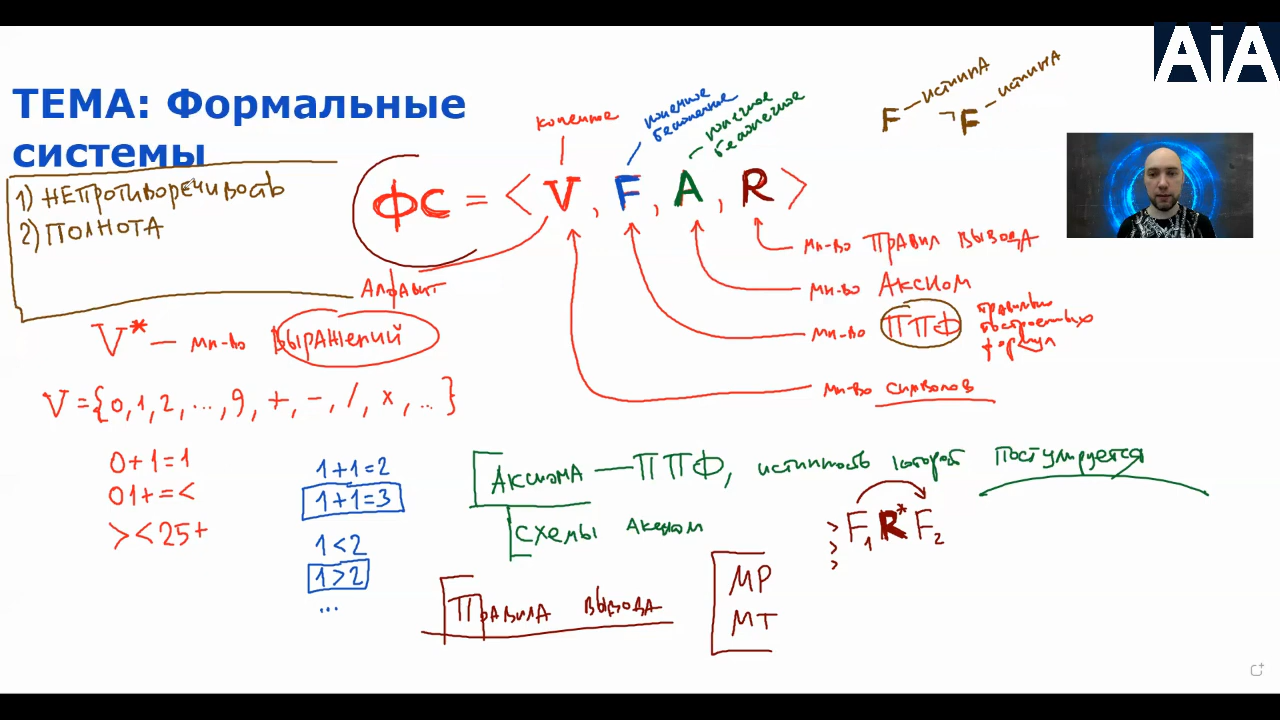 AiA
ТЕМА: Формальные
системы
1) НЕПРОТИВОРЕЧИВОСТЬ
2) ПОЛНОТА
конечное
конечное
бесконечное
конечное
бесконечное
F — ИСТИНА
¬F — ИСТИНА
ФС = < V, F, A, R >
мн-во ПРАВИЛ ВЫВОДА
мн-во АКСИОМ
мн-во ППФ
правильно
построенных
формул
мн-во символов
Алфавит
V* — мн-во ВЫРАЖЕНИЙ
V = {0, 1, 2, ..., 9, +, -, /, x, ...}
0+1=1
01+=<
><25+
1+1=2
1+1=3
1<2
1>2
...
Аксиома — ППФ, истинность которой постулируется
схемы аксиом
F₁ R* F₂
Правила вывода
MP
MT